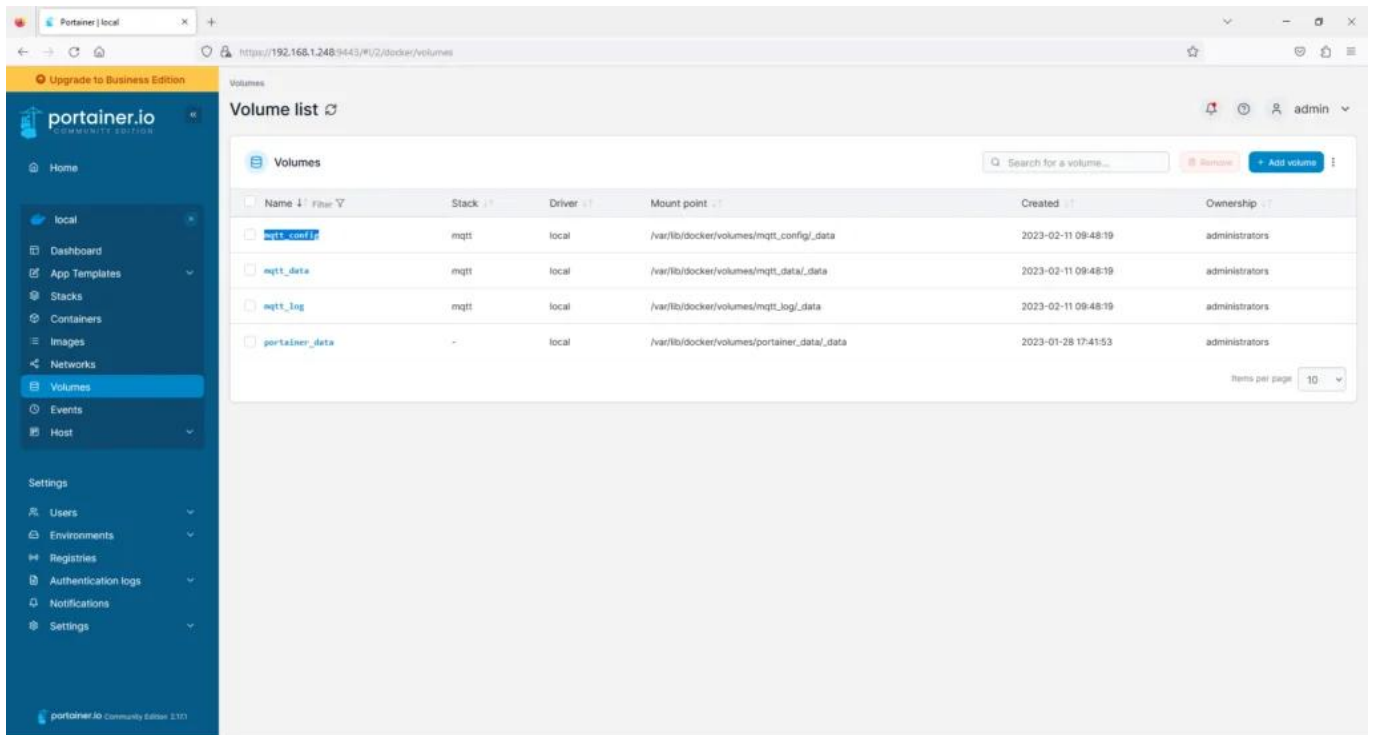 Portainer | local
https://192.168.1.248:9443/#!/2/docker/volumes
Upgrade to Business Edition
portainer.io
COMMUNITY EDITION
Home
local
Dashboard
App Templates
Stacks
Containers
Images
Networks
Volumes
Events
Host
Settings
Users
Environments
Registries
Authentication logs
Notifications
Settings
portainer.io Community Edition
Volumes
Volume list
admin
Volumes
Search for a volume...
Remove
+ Add volume
Name Filter Stack Driver Mount point Created Ownership
mqtt_config mqtt local /var/lib/docker/volumes/mqtt_config/_data 2023-02-11 09:48:19 administrators
mqtt_data mqtt local /var/lib/docker/volumes/mqtt_data/_data 2023-02-11 09:48:19 administrators
mqtt_log mqtt local /var/lib/docker/volumes/mqtt_log/_data 2023-02-11 09:48:19 administrators
portainer_data - local /var/lib/docker/volumes/portainer_data/_data 2023-01-28 17:41:53 administrators
Items per page 10